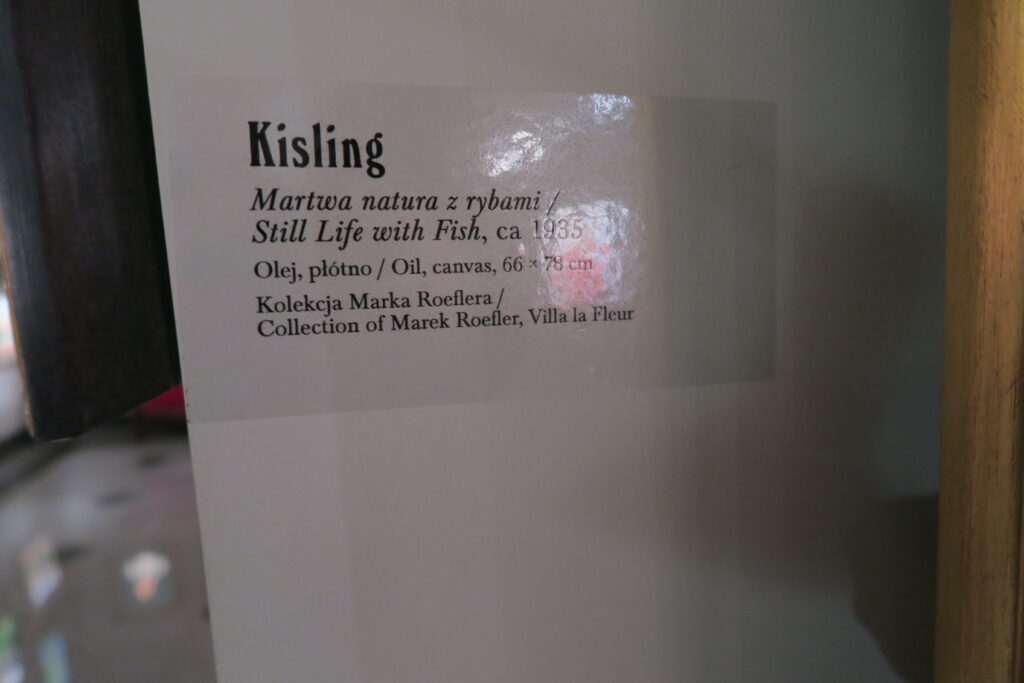 Kisling
Martwa natura z rybami /
Still Life with Fish, ca 1935
Olej, płótno / Oil, canvas, 66 × 78 cm
Kolekcja Marka Roeflera /
Collection of Marek Roefler, Villa la Fleur